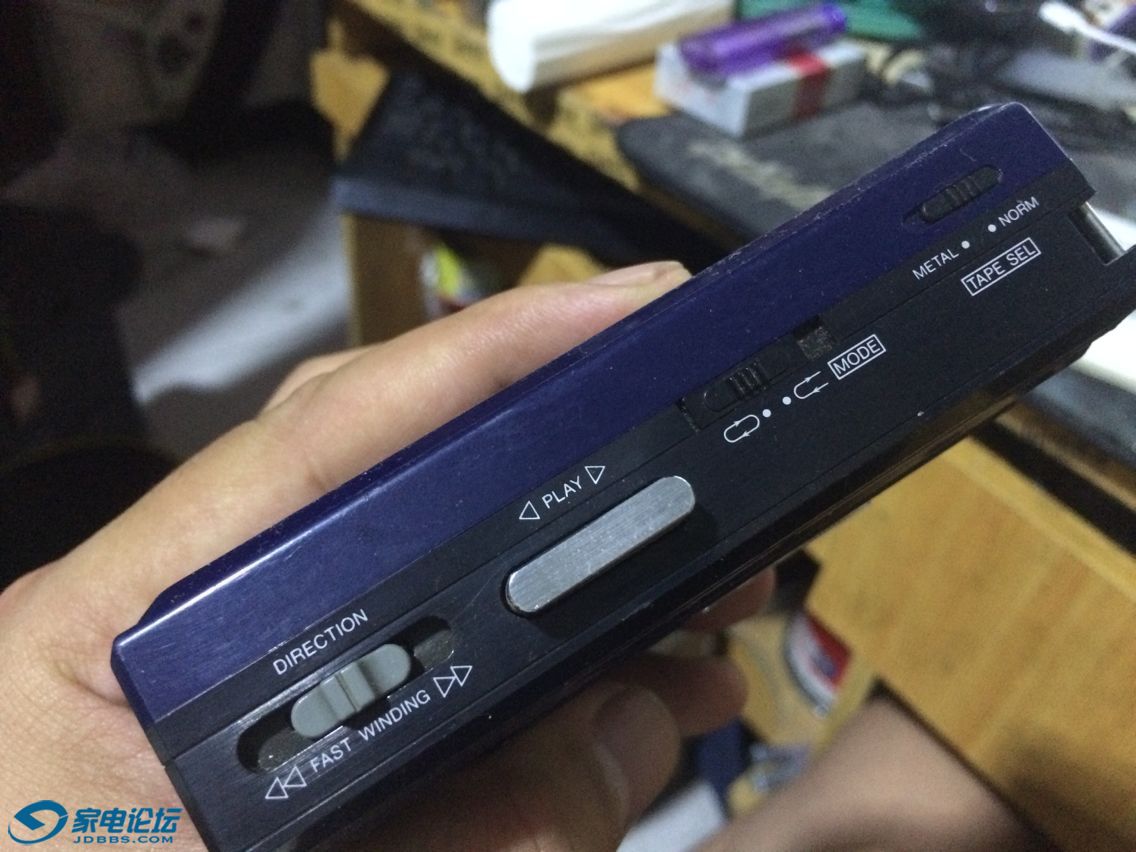 METAL • • NORM
TAPE SEL
MODE
◁ PLAY ▷
DIRECTION
◁◁ FAST WINDING ▷▷
家电论坛
JDBBS.COM